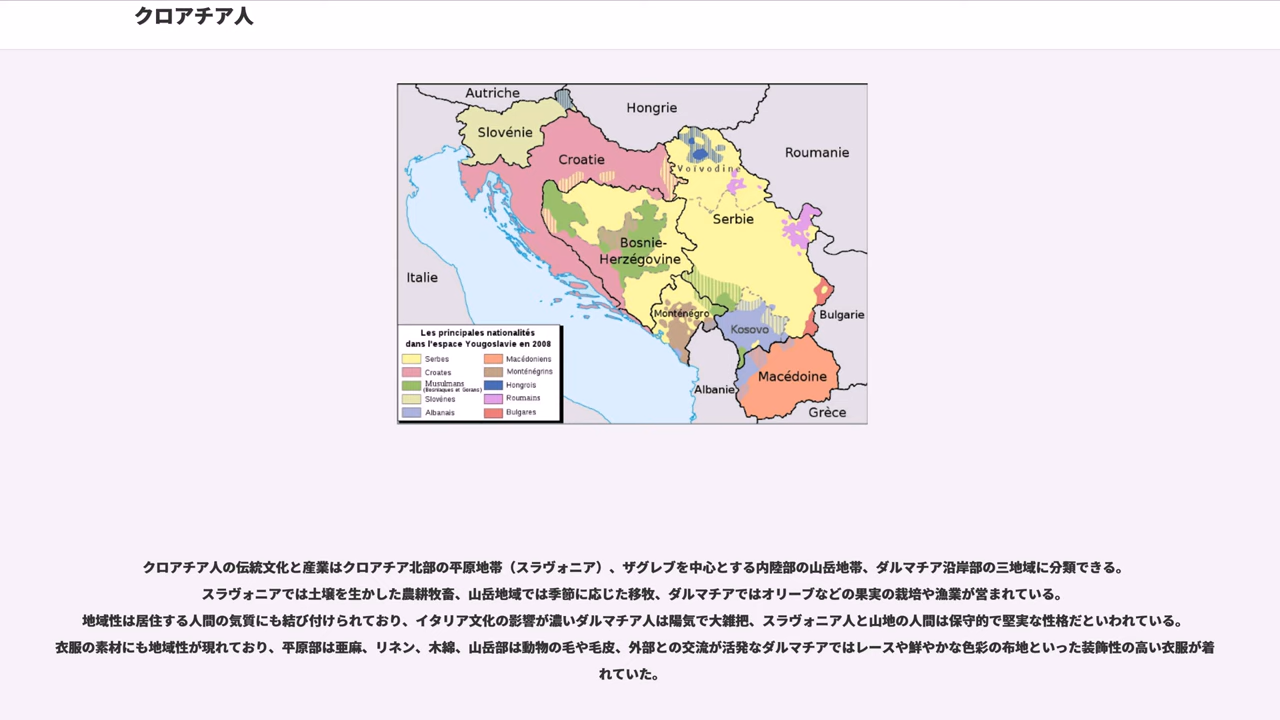 クロアチア人
Autriche
Hongrie
Slovénie
Roumanie
Croatie
Voïvodine
Serbie
Bosnie-
Herzégovine
Italie
Monténégro
Bulgarie
Kosovo
Macédoine
Albanie
Grèce
Les principales nationalités
dans l'espace Yougoslavie en 2008
Serbes
Macédoniens
Croates
Monténégrins
Musulmans
(Bosniaques et Gorans)
Hongrois
Slovènes
Roumains
Albanais
Bulgares
クロアチア人の伝統文化と産業はクロアチア北部の平原地帯（スラヴォニア）、ザグレブを中心とする内陸部の山岳地帯、ダルマチア沿岸部の三地域に分類できる。
スラヴォニアでは土壌を生かした農耕牧畜、山岳地域では季節に応じた移牧、ダルマチアではオリーブなどの果実の栽培や漁業が営まれている。
地域性は居住する人間の気質にも結び付けられており、イタリア文化の影響が濃いダルマチア人は陽気で大雑把、スラヴォニア人と山地の人間は保守的で堅実な性格だといわれている。
衣服の素材にも地域性が現れており、平原部は亜麻、リネン、木綿、山岳部は動物の毛や毛皮、外部との交流が活発なダルマチアではレースや鮮やかな色彩の布地といった装飾性の高い衣服が着
れていた。